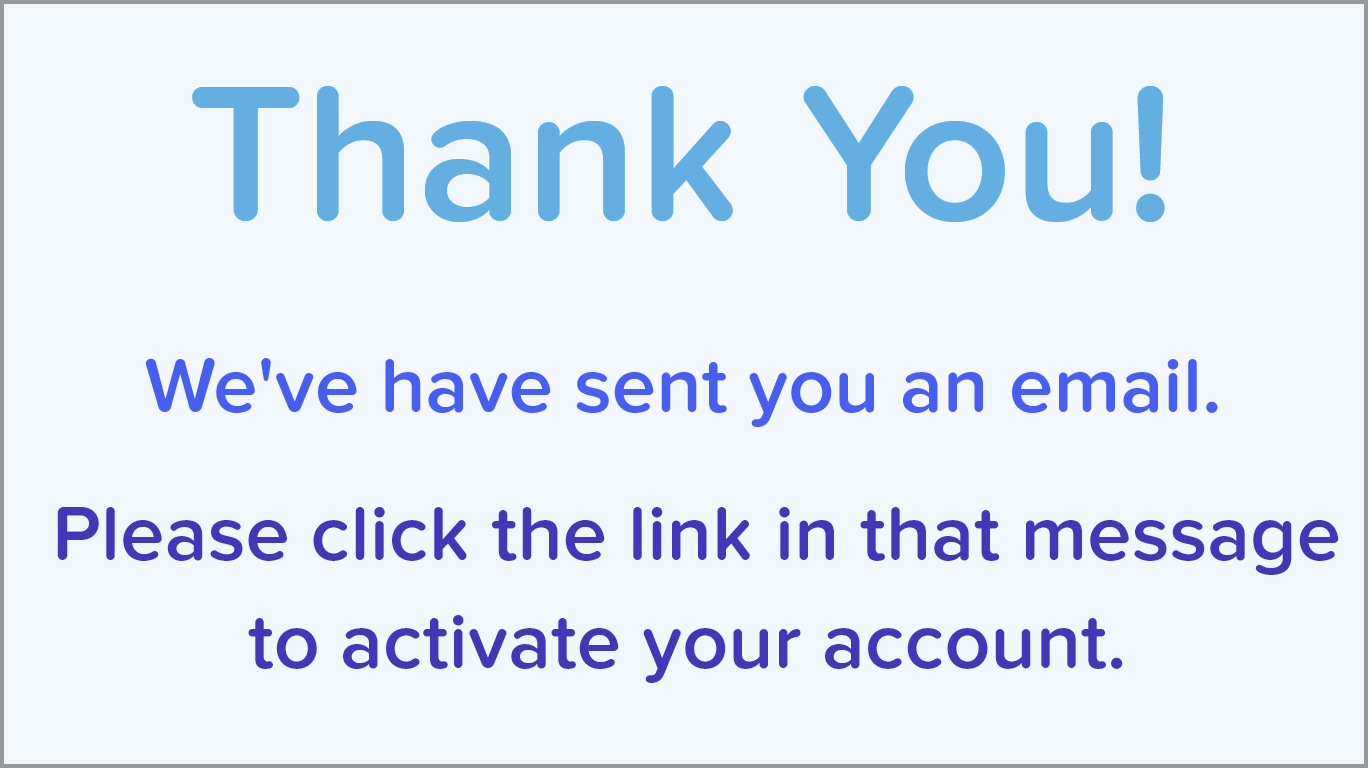 Thank You!
We've have sent you an email.
Please click the link in that message
to activate your account.